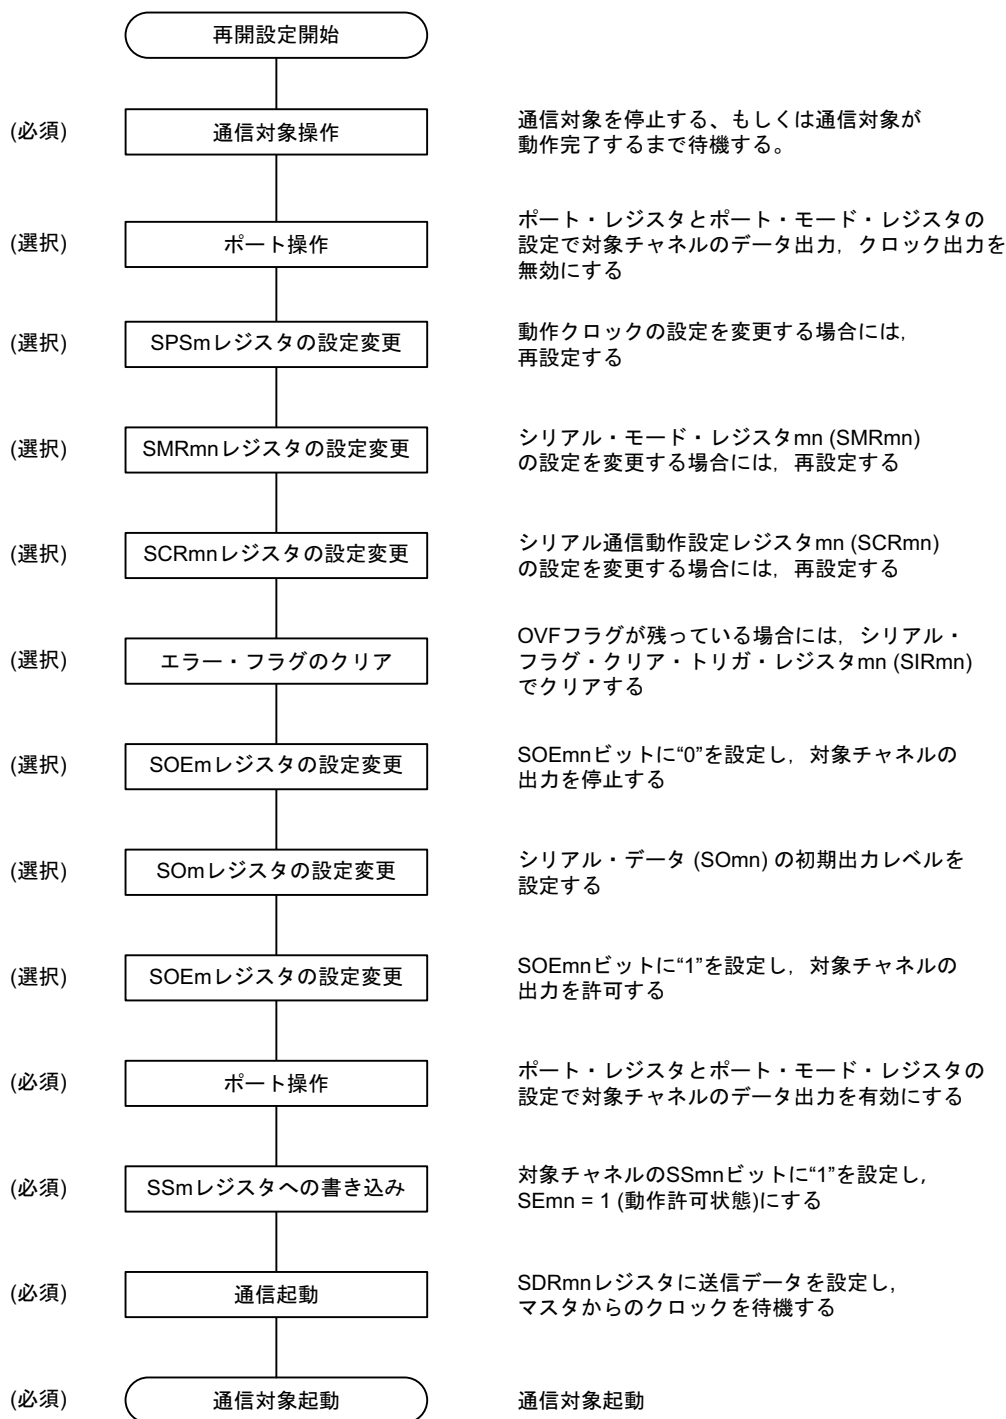 再開設定開始
(必須)
通信対象操作
通信対象を停止する、もしくは通信対象が
動作完了するまで待機する。
(選択)
ポート操作
ポート・レジスタとポート・モード・レジスタの
設定で対象チャネルのデータ出力，クロック出力を
無効にする
(選択)
SPSmレジスタの設定変更
動作クロックの設定を変更する場合には，
再設定する
(選択)
SMRmnレジスタの設定変更
シリアル・モード・レジスタmn (SMRmn)
の設定を変更する場合には，再設定する
(選択)
SCRmnレジスタの設定変更
シリアル通信動作設定レジスタmn (SCRmn)
の設定を変更する場合には，再設定する
(選択)
エラー・フラグのクリア
OVFフラグが残っている場合には，シリアル・
フラグ・クリア・トリガ・レジスタmn (SIRmn)
でクリアする
(選択)
SOEmレジスタの設定変更
SOEmnビットに“0”を設定し，対象チャネルの
出力を停止する
(選択)
SOmレジスタの設定変更
シリアル・データ (SOmn) の初期出力レベルを
設定する
(選択)
SOEmレジスタの設定変更
SOEmnビットに“1”を設定し，対象チャネルの
出力を許可する
(必須)
ポート操作
ポート・レジスタとポート・モード・レジスタの
設定で対象チャネルのデータ出力を有効にする
(必須)
SSmレジスタへの書き込み
対象チャネルのSSmnビットに“1”を設定し，
SEmn = 1 (動作許可状態)にする
(必須)
通信起動
SDRmnレジスタに送信データを設定し，
マスタからのクロックを待機する
(必須)
通信対象起動
通信対象起動